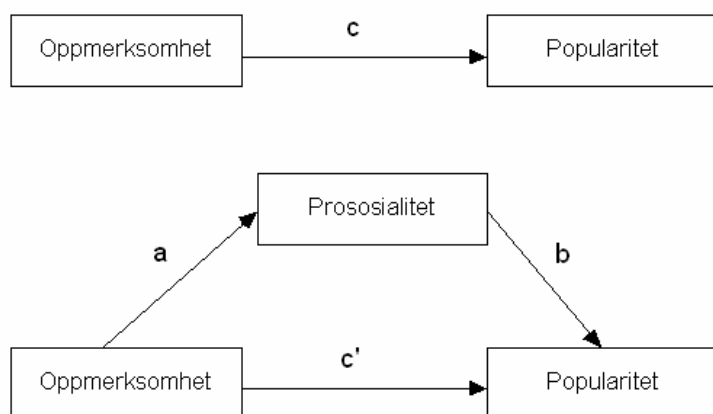 c
Oppmerksomhet
Popularitet
Prososialitet
a
b
c'
Oppmerksomhet
Popularitet